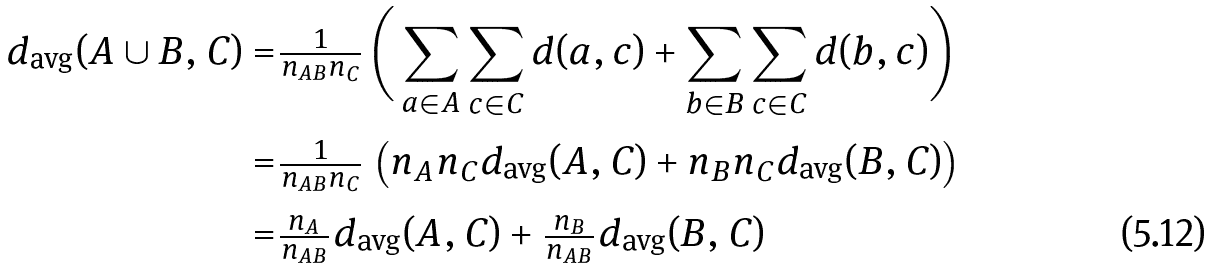 d_avg(A ∪ B, C) = 1/(n_AB n_C) ( ∑_{a∈A} ∑_{c∈C} d(a, c) + ∑_{b∈B} ∑_{c∈C} d(b, c) )
= 1/(n_AB n_C) (n_A n_C d_avg(A, C) + n_B n_C d_avg(B, C))
= n_A/n_AB d_avg(A, C) + n_B/n_AB d_avg(B, C) (5.12)